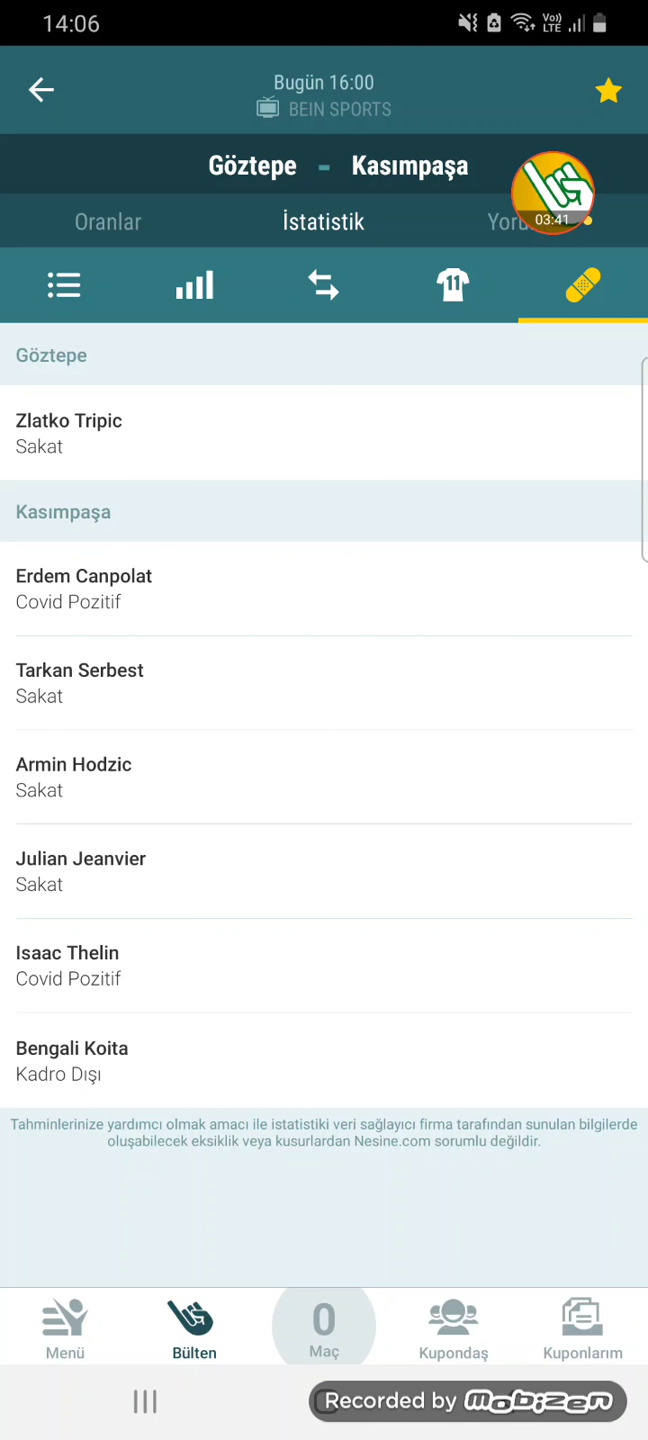 14:06
Vo))
LTE
Bugün 16:00
BEIN SPORTS
Göztepe - Kasımpaşa
03:41
Oranlar
İstatistik
11
Göztepe
Zlatko Tripic
Sakat
Kasımpaşa
Erdem Canpolat
Covid Pozitif
Tarkan Serbest
Sakat
Armin Hodzic
Sakat
Julian Jeanvier
Sakat
Isaac Thelin
Covid Pozitif
Bengali Koita
Kadro Dışı
Tahminlerinize yardımcı olmak amacı ile istatistiki veri sağlayıcı firma tarafından sunulan bilgilerde
oluşabilecek eksiklik veya kusurlardan Nesine.com sorumlu değildir.
0
Menü
Bülten
Maç
Kupondaş
Kuponlarım
Recorded by mobizen